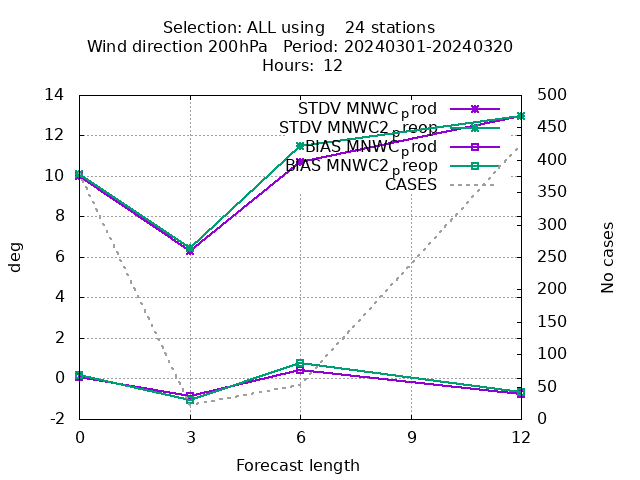 Selection: ALL using    24 stations
Wind direction 200hPa   Period: 20240301-20240320
Hours:  12
14
12
10
8
6
4
2
0
-2
500
450
400
350
300
250
200
150
100
50
0
STDV MNWC_prod
STDV MNWC2_preop
BIAS MNWC_prod
BIAS MNWC2_preop
CASES
deg
No cases
0
3
6
9
12
Forecast length